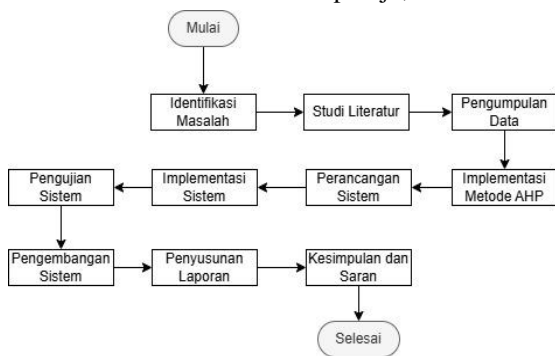 Mulai
Identifikasi
Masalah
Studi Literatur
Pengumpulan
Data
Implementasi
Metode AHP
Perancangan
Sistem
Implementasi
Sistem
Pengujian
Sistem
Pengembangan
Sistem
Penyusunan
Laporan
Kesimpulan dan
Saran
Selesai